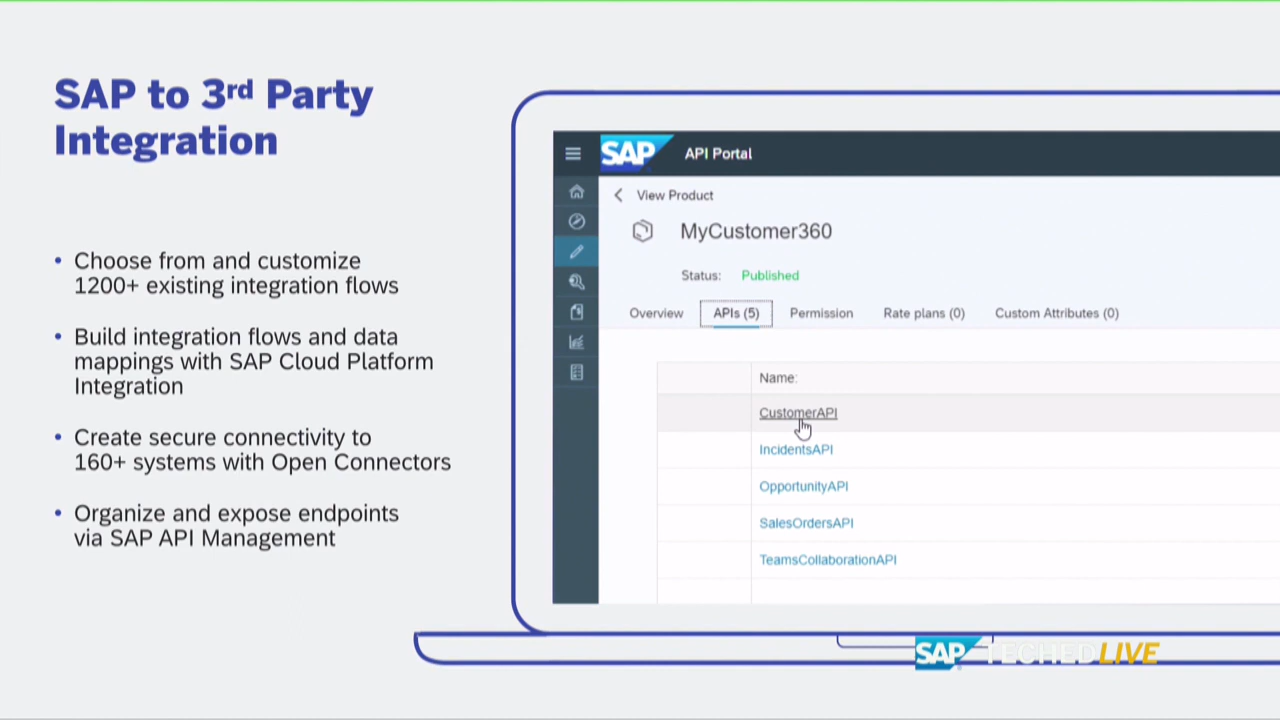 SAP to 3rd Party
Integration
• Choose from and customize
1200+ existing integration flows
• Build integration flows and data
mappings with SAP Cloud Platform
Integration
• Create secure connectivity to
160+ systems with Open Connectors
• Organize and expose endpoints
via SAP API Management
SAP API Portal
View Product
MyCustomer360
Status: Published
Overview APIs (5) Permission Rate plans (0) Custom Attributes (0)
Name:
CustomerAPI
IncidentsAPI
OpportunityAPI
SalesOrdersAPI
TeamsCollaborationAPI
SAP TECHED LIVE